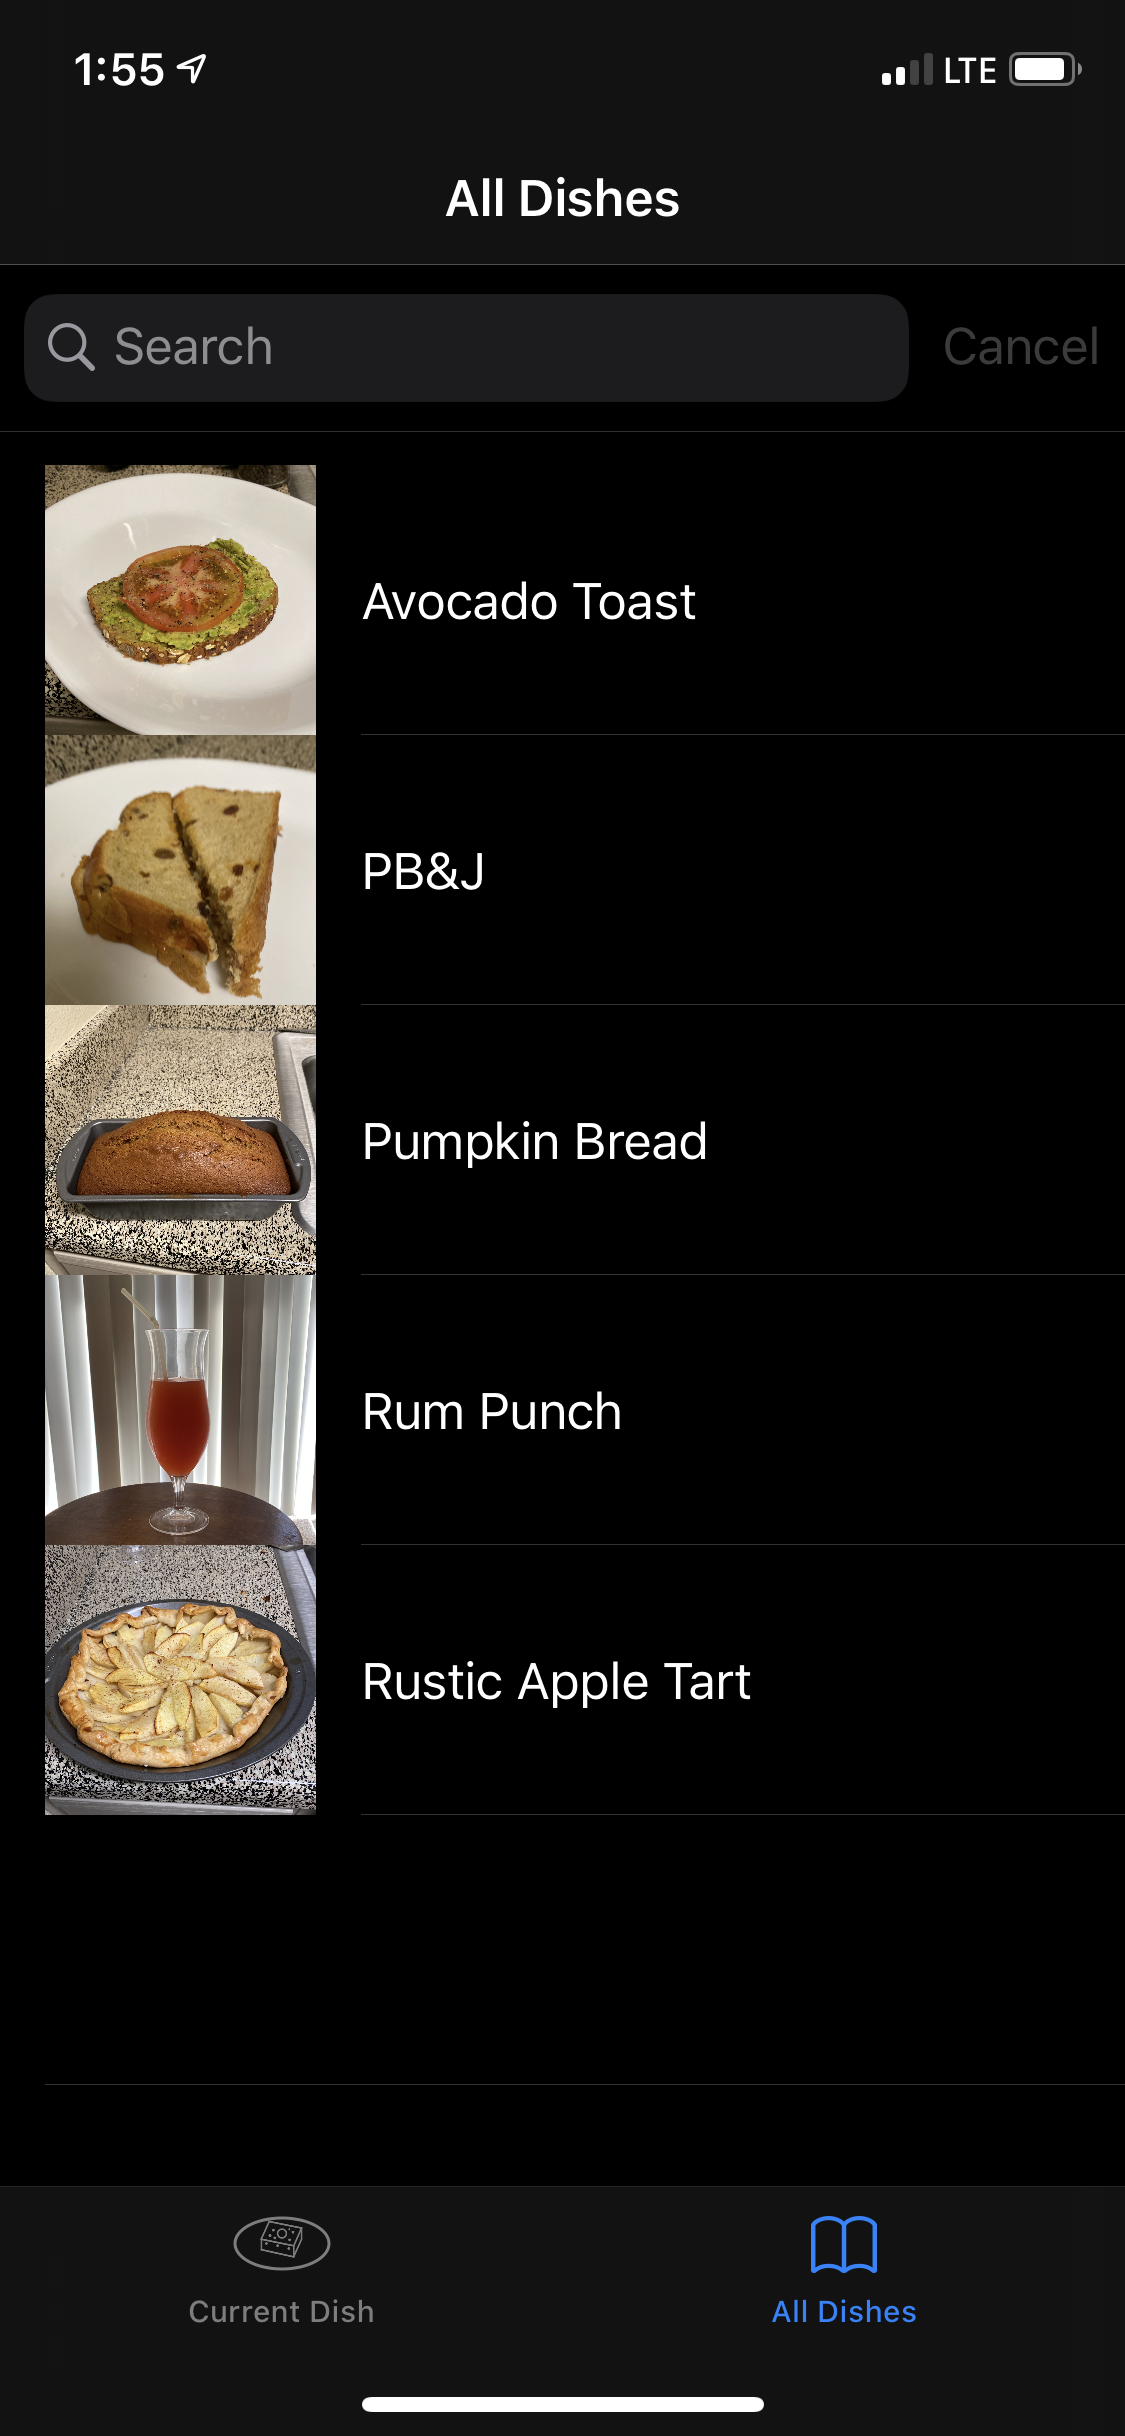 1:55 LTE
All Dishes
Search Cancel
Avocado Toast
PB&J
Pumpkin Bread
Rum Punch
Rustic Apple Tart
Current Dish All Dishes